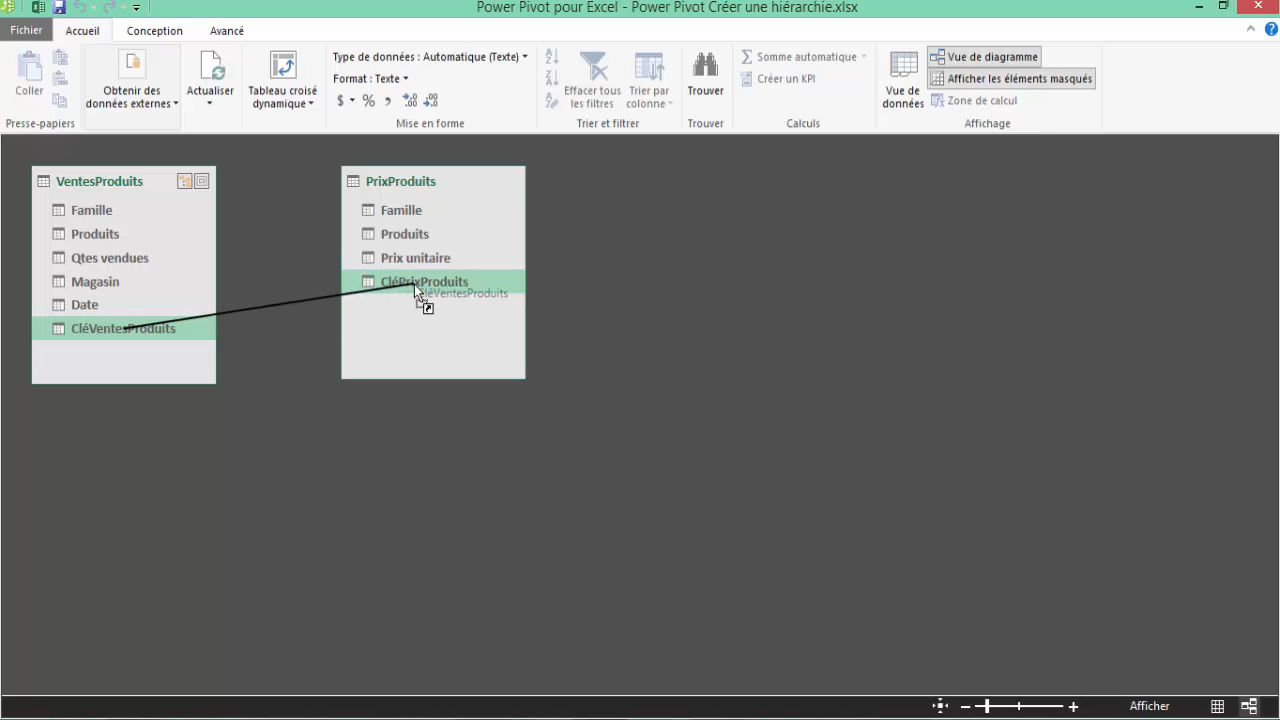 Power Pivot pour Excel - Power Pivot Créer une hiérarchie.xlsx
Fichier
Accueil
Conception
Avancé
Coller
Presse-papiers
Obtenir des
données externes
Actualiser
Tableau croisé
dynamique
Type de données : Automatique (Texte)
Format : Texte
$ % ,
Mise en forme
Effacer tous
les filtres
Trier par
colonne
Trier et filtrer
Trouver
Trouver
Somme automatique
Créer un KPI
Calculs
Vue de
données
Vue de diagramme
Afficher les éléments masqués
Zone de calcul
Affichage
VentesProduits
Famille
Produits
Qtes vendues
Magasin
Date
CléVentesProduits
PrixProduits
Famille
Produits
Prix unitaire
CléPrixProduits
CléVentesProduits
Afficher